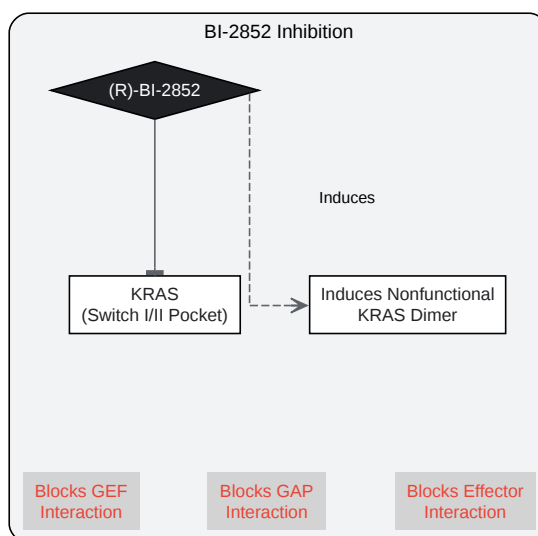 BI-2852 Inhibition
(R)-BI-2852
Induces
KRAS
(Switch I/II Pocket)
Induces Nonfunctional
KRAS Dimer
Blocks GEF
Interaction
Blocks GAP
Interaction
Blocks Effector
Interaction